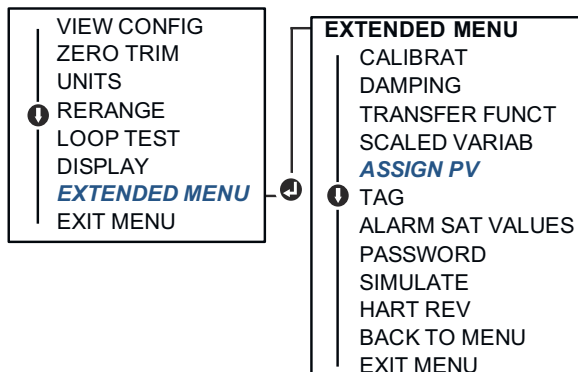 VIEW CONFIG
ZERO TRIM
UNITS
RERANGE
LOOP TEST
DISPLAY
EXTENDED MENU
EXIT MENU
EXTENDED MENU
CALIBRAT
DAMPING
TRANSFER FUNCT
SCALED VARIAB
ASSIGN PV
TAG
ALARM SAT VALUES
PASSWORD
SIMULATE
HART REV
BACK TO MENU
EXIT MENU